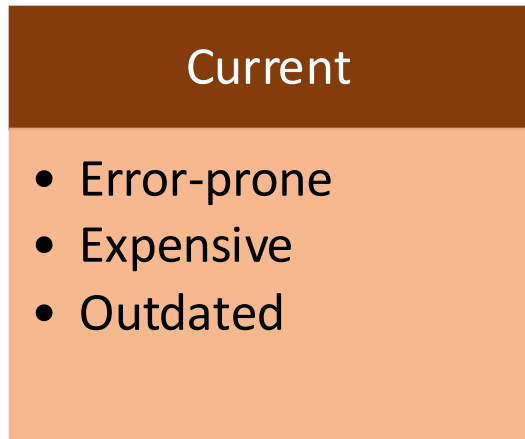 Current
• Error-prone
• Expensive
• Outdated